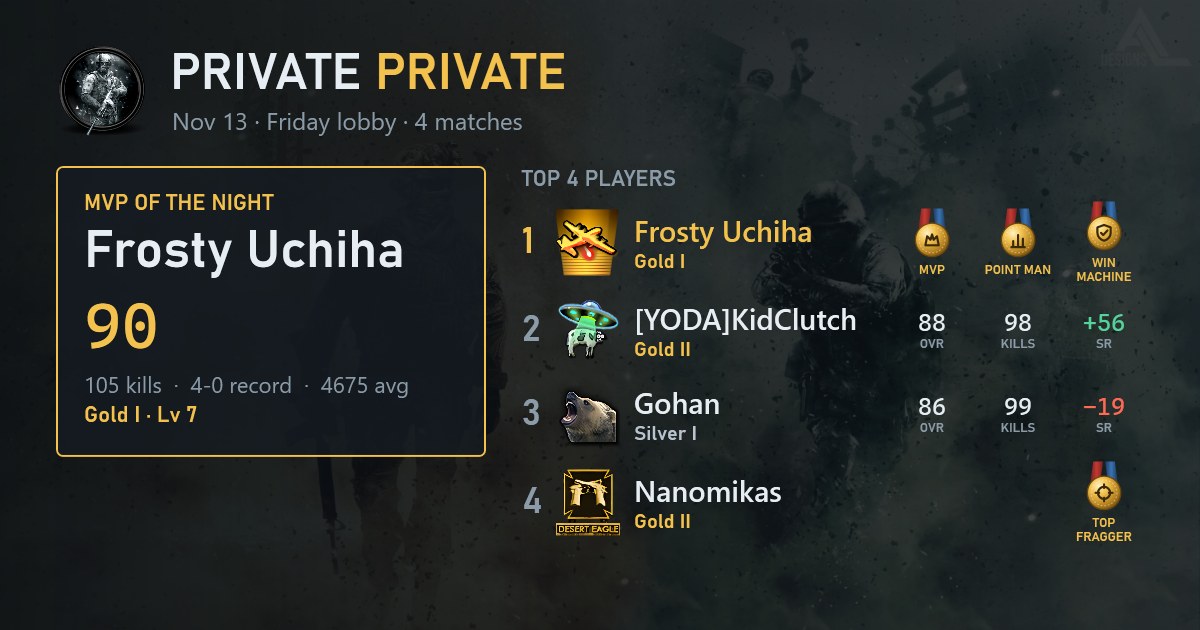 PRIVATE PRIVATE
Nov 13 · Friday lobby · 4 matches
MVP OF THE NIGHT
Frosty Uchiha
90
105 kills · 4-0 record · 4675 avg
Gold I · Lv 7
TOP 4 PLAYERS
1
Frosty Uchiha
Gold I
MVP
POINT MAN
WIN
MACHINE
2
[YODA]KidClutch
Gold II
88
OVR
98
KILLS
+56
SR
3
Gohan
Silver I
86
OVR
99
KILLS
−19
SR
4
DESERT EAGLE
Nanomikas
Gold II
TOP
FRAGGER